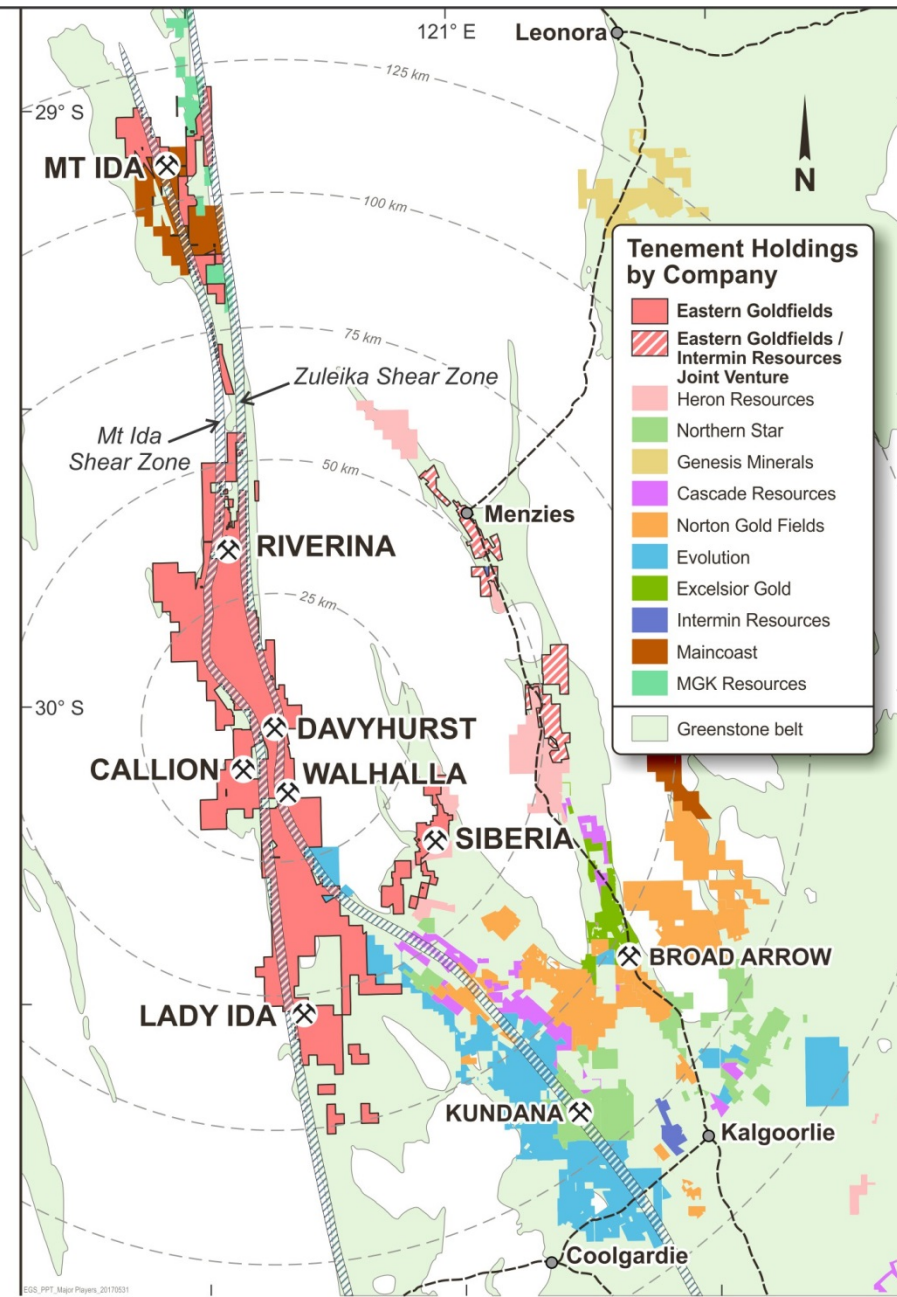 121° E
Leonora
125 km
29° S
MT IDA
N
100 km
Tenement Holdings
by Company
Eastern Goldfields
Eastern Goldfields /
Intermin Resources
Joint Venture
Heron Resources
Northern Star
Genesis Minerals
Cascade Resources
Norton Gold Fields
Evolution
Excelsior Gold
Intermin Resources
Maincoast
MGK Resources
Greenstone belt
75 km
Zuleika Shear Zone
Mt Ida
Shear Zone
50 km
Menzies
RIVERINA
25 km
30° S
DAVYHURST
CALLION
WALHALLA
SIBERIA
BROAD ARROW
LADY IDA
KUNDANA
Kalgoorlie
Coolgardie
EGS_PPT_Major Players_20170531